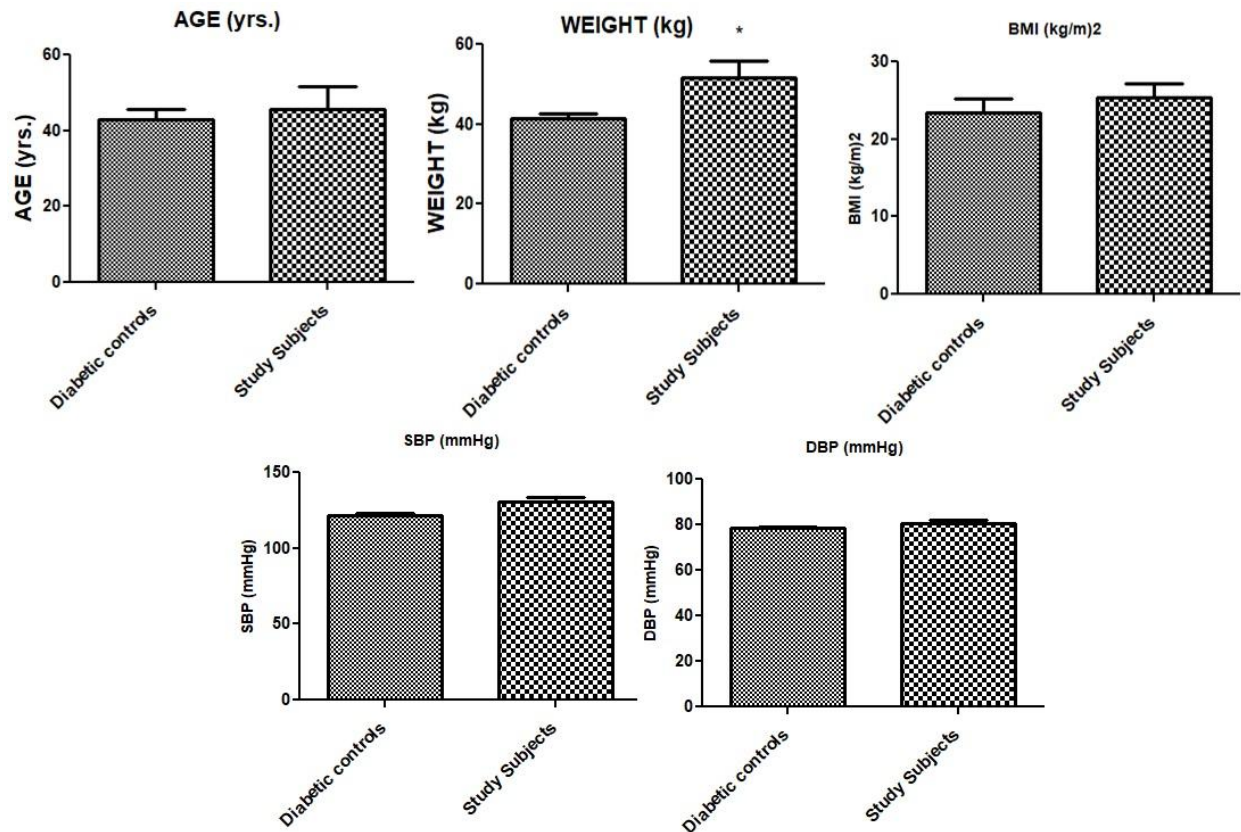 AGE (yrs.)
AGE (yrs.)
60
40
20
0
Diabetic controls
Study Subjects
WEIGHT (kg)
*
WEIGHT (kg)
60
40
20
0
Diabetic controls
Study Subjects
BMI (kg/m)2
BMI (kg/m)2
30
20
10
0
Diabetic controls
Study Subjects
SBP (mmHg)
SBP (mmHg)
150
100
50
0
Diabetic controls
Study Subjects
DBP (mmHg)
DBP (mmHg)
100
80
60
40
20
0
Diabetic controls
Study Subjects